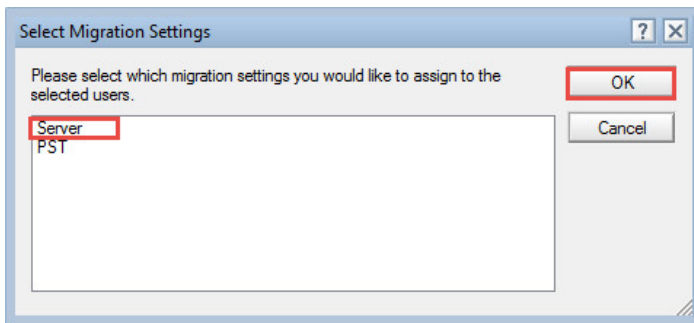 Select Migration Settings
?
Please select which migration settings you would like to assign to the
selected users.
OK
Server
Cancel
PST